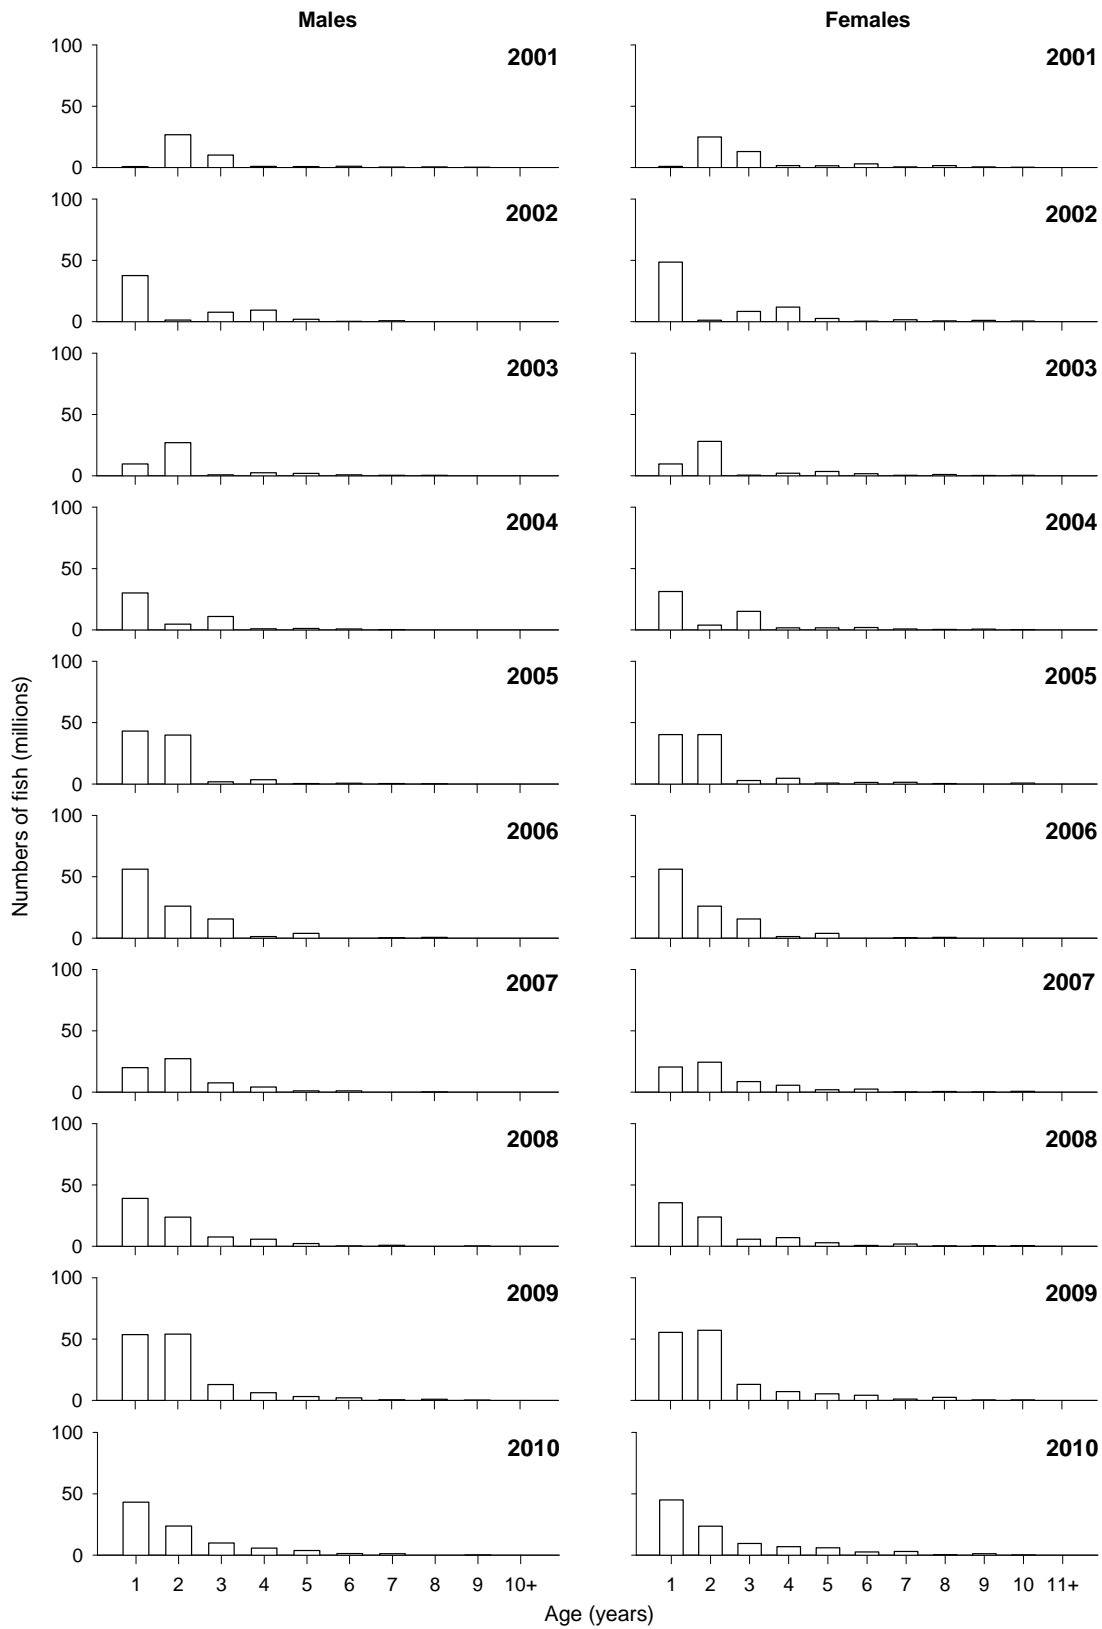 Males Females
100 2001 2001
50
0
100 2002 2002
50
0
100 2003 2003
50
0
100 2004 2004
50
0
100 2005 2005
50
0
100 2006 2006
50
0
100 2007 2007
50
0
100 2008 2008
50
0
100 2009 2009
50
0
100 2010 2010
50
0
Numbers of fish (millions)
1 2 3 4 5 6 7 8 9 10+ 1 2 3 4 5 6 7 8 9 10 11+
Age (years)